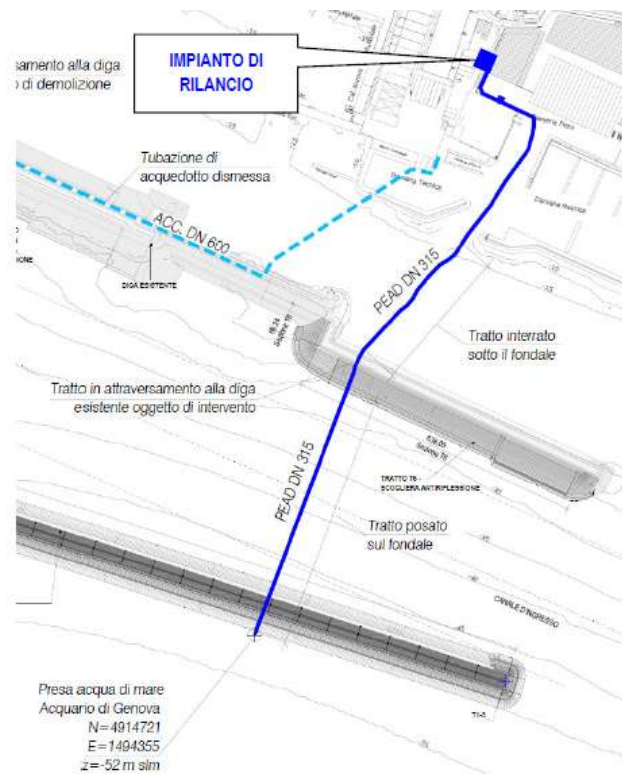 IMPIANTO DI
RILANCIO
samento alla diga
o di demolizione
Tubazione di
acquedotto dismessa
ACC. DN 600
DIGA ESISTENTE
PEAD DN 315
Tratto interrato
sotto il fondale
Tratto in attraversamento alla diga
esistente oggetto di intervento
TRATTO T6 -
SCOGLIERA ANTIRIFLESSIONE
PEAD DN 315
Tratto posato
sul fondale
CANALE D'INGRESSO
Presa acqua di mare
Acquario di Genova
N=4914721
E=1494355
z=-52 m slm